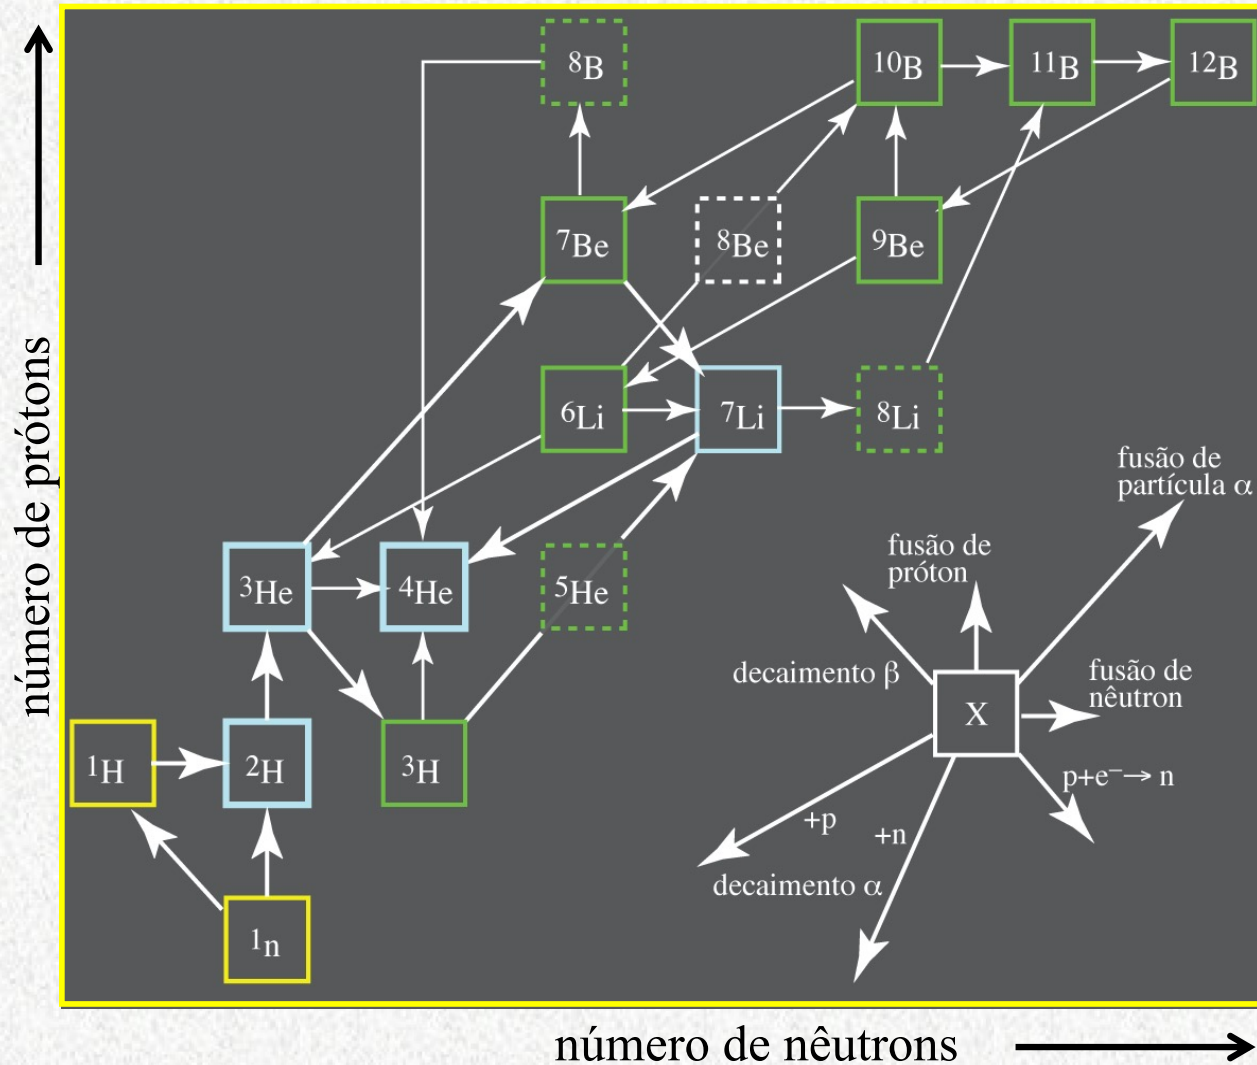 número de prótons
8B
10B
11B
12B
7Be
8Be
9Be
6Li
7Li
8Li
3He
4He
5He
1H
2H
3H
1n
fusão de
partícula α
fusão de
próton
decaimento β
X
fusão de
nêutron
p+e⁻→ n
+p
+n
decaimento α
número de nêutrons